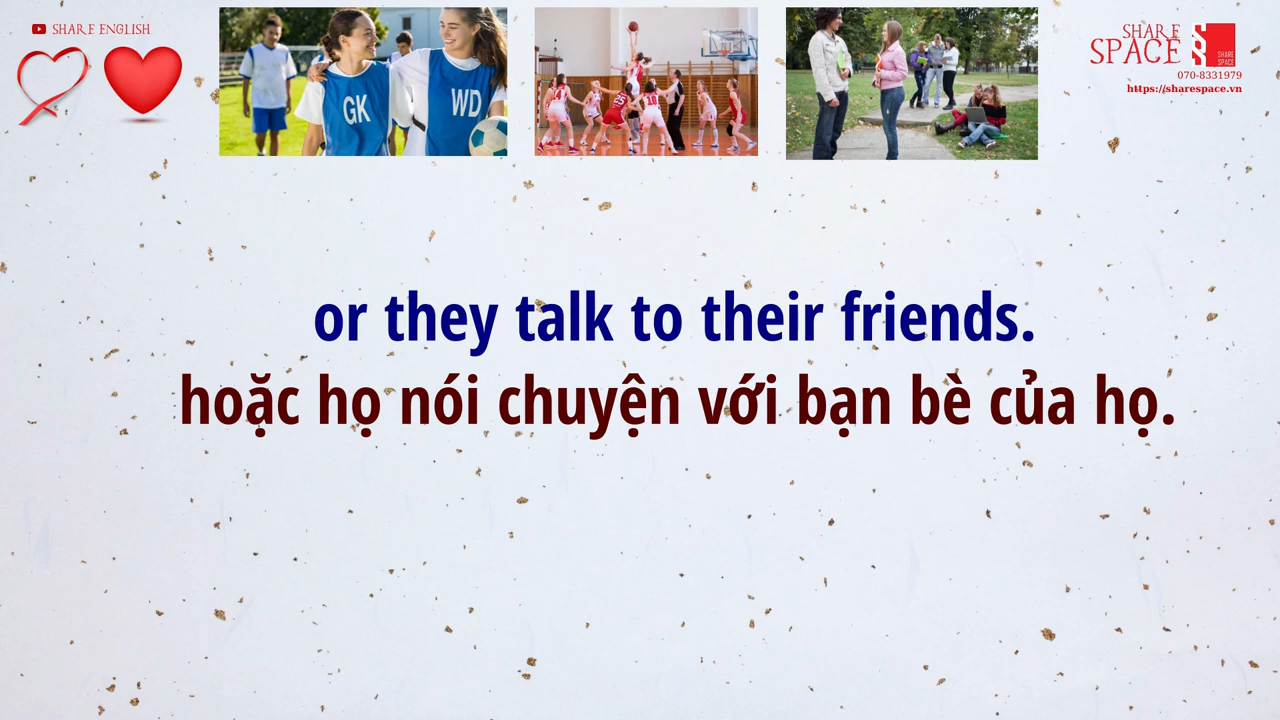 SHARE ENGLISH
GK
WD
SHARE
SPACE
SHARE
SPACE
070-8331979
https://sharespace.vn
or they talk to their friends.
hoặc họ nói chuyện với bạn bè của họ.